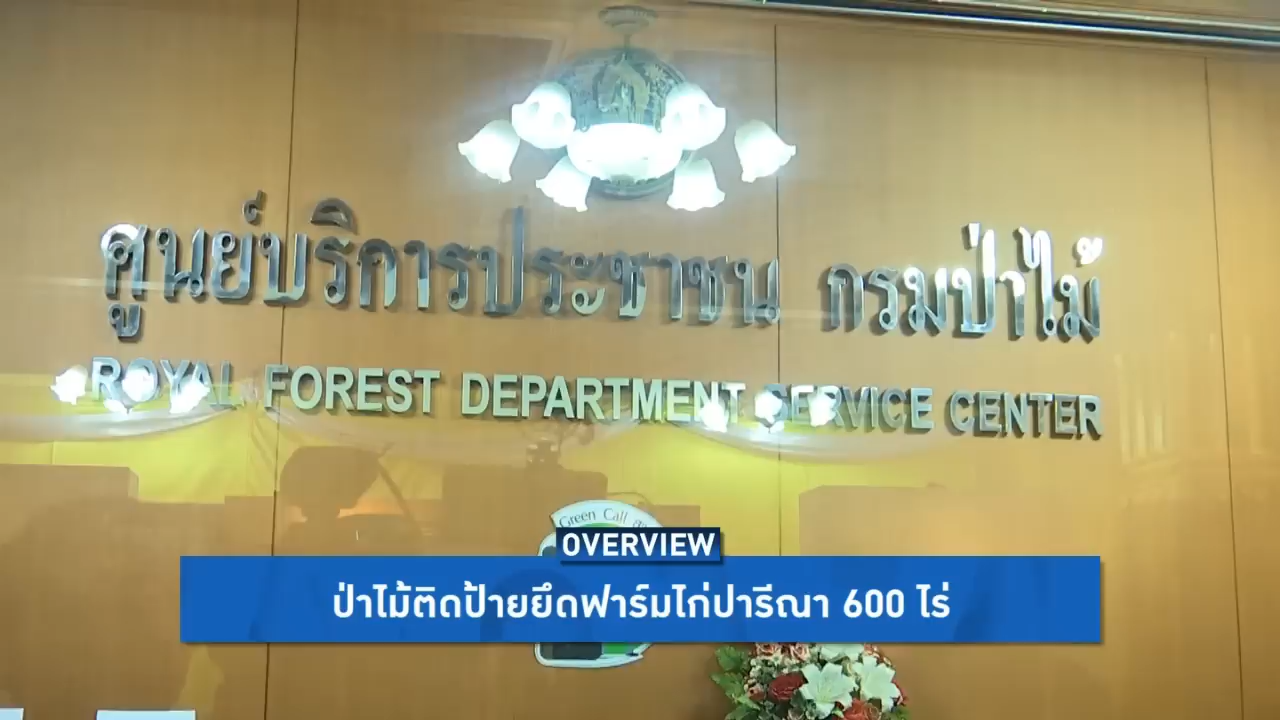 ศูนย์บริการประชาชน กรมป่าไม้
ROYAL FOREST DEPARTMENT SERVICE CENTER
Green Call
OVERVIEW
ป่าไม้ติดป้ายยึดฟาร์มไก่ปารีณา 600 ไร่